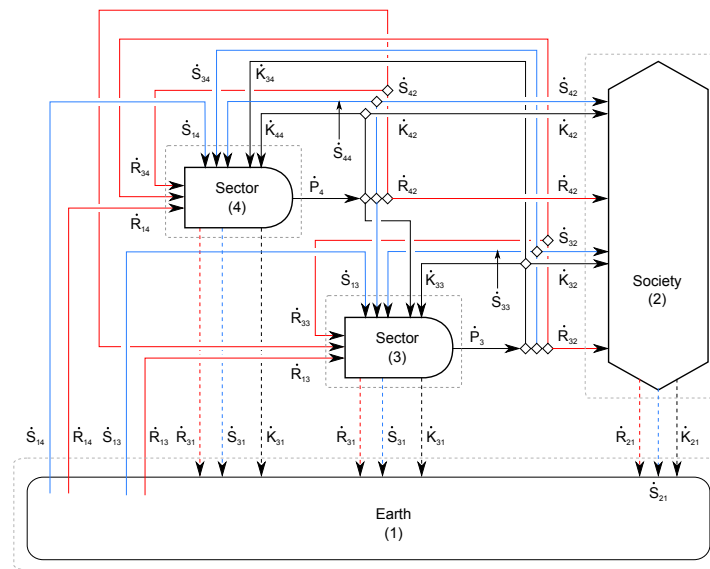 Ṡ₃₄
K̇₃₄
Ṡ₄₂
Ṡ₄₂
Ṡ₁₄
K̇₄₄
K̇₄₂
K̇₄₂
Ṡ₄₄
Ṙ₃₄
Sector
(4)
Ṗ₄
Ṙ₄₂
Ṙ₄₂
Ṙ₁₄
Ṡ₃₂
Ṡ₁₃
K̇₃₃
K̇₃₂
Ṡ₃₃
Society
(2)
Ṙ₃₃
Sector
(3)
Ṗ₃
Ṙ₃₂
Ṙ₁₃
Ṡ₁₄
Ṙ₁₄
Ṡ₁₃
Ṙ₁₃
Ṙ₃₁
Ṡ₃₁
K̇₃₁
Ṙ₃₁
Ṡ₃₁
K̇₃₁
Ṙ₂₁
K̇₂₁
Ṡ₂₁
Earth
(1)